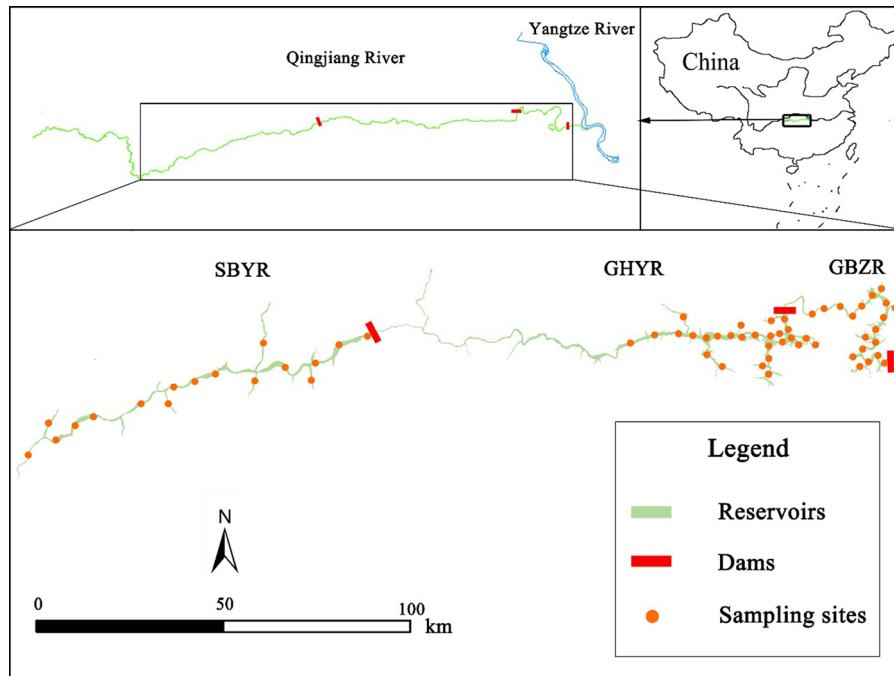 Yangtze River
Qingjiang River
China
SBYR
GHYR
GBZR
Legend
Reservoirs
Dams
Sampling sites
N
0 50 100
km